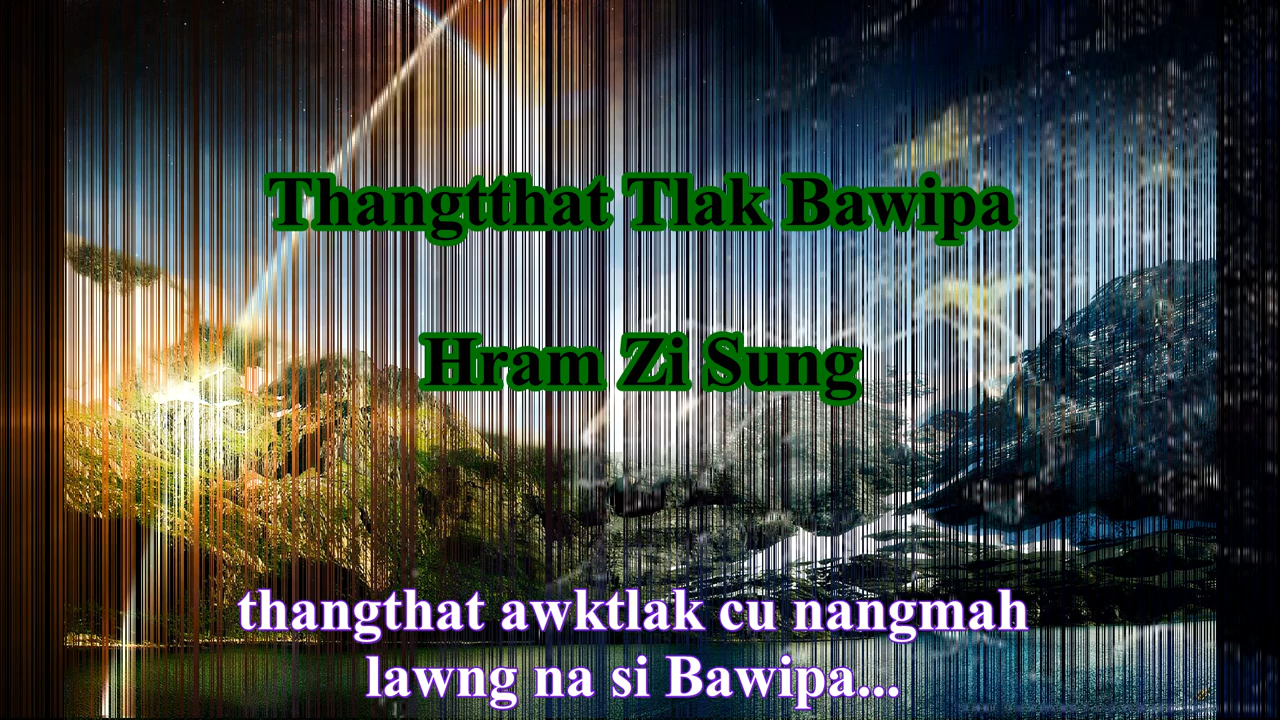 Thangtthat Tlak Bawipa
Hram Zi Sung
thangthat awktlak cu nangmah
lawng na si Bawipa...